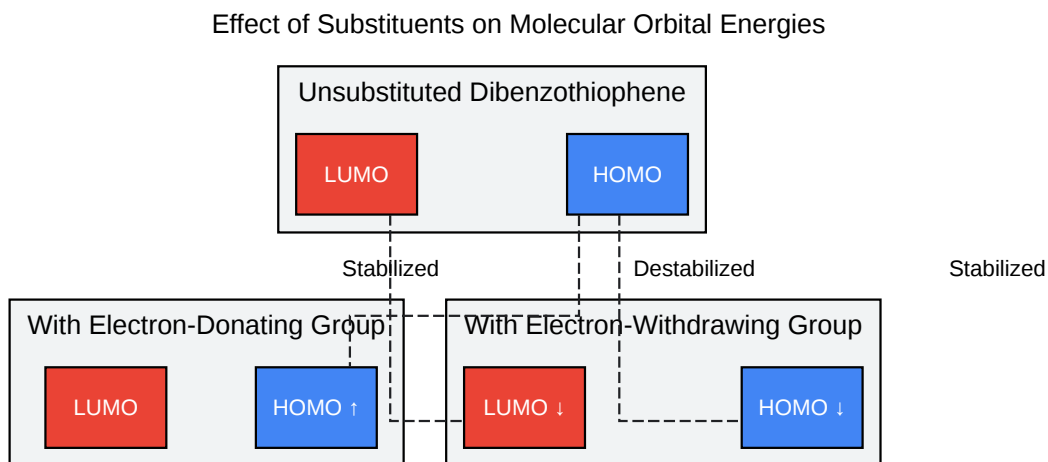 Effect of Substituents on Molecular Orbital Energies
Unsubstituted Dibenzothiophene
LUMO
HOMO
Stabilized
Destabilized
Stabilized
With Electron-Donating Group
With Electron-Withdrawing Group
LUMO
HOMO ↑
LUMO ↓
HOMO ↓